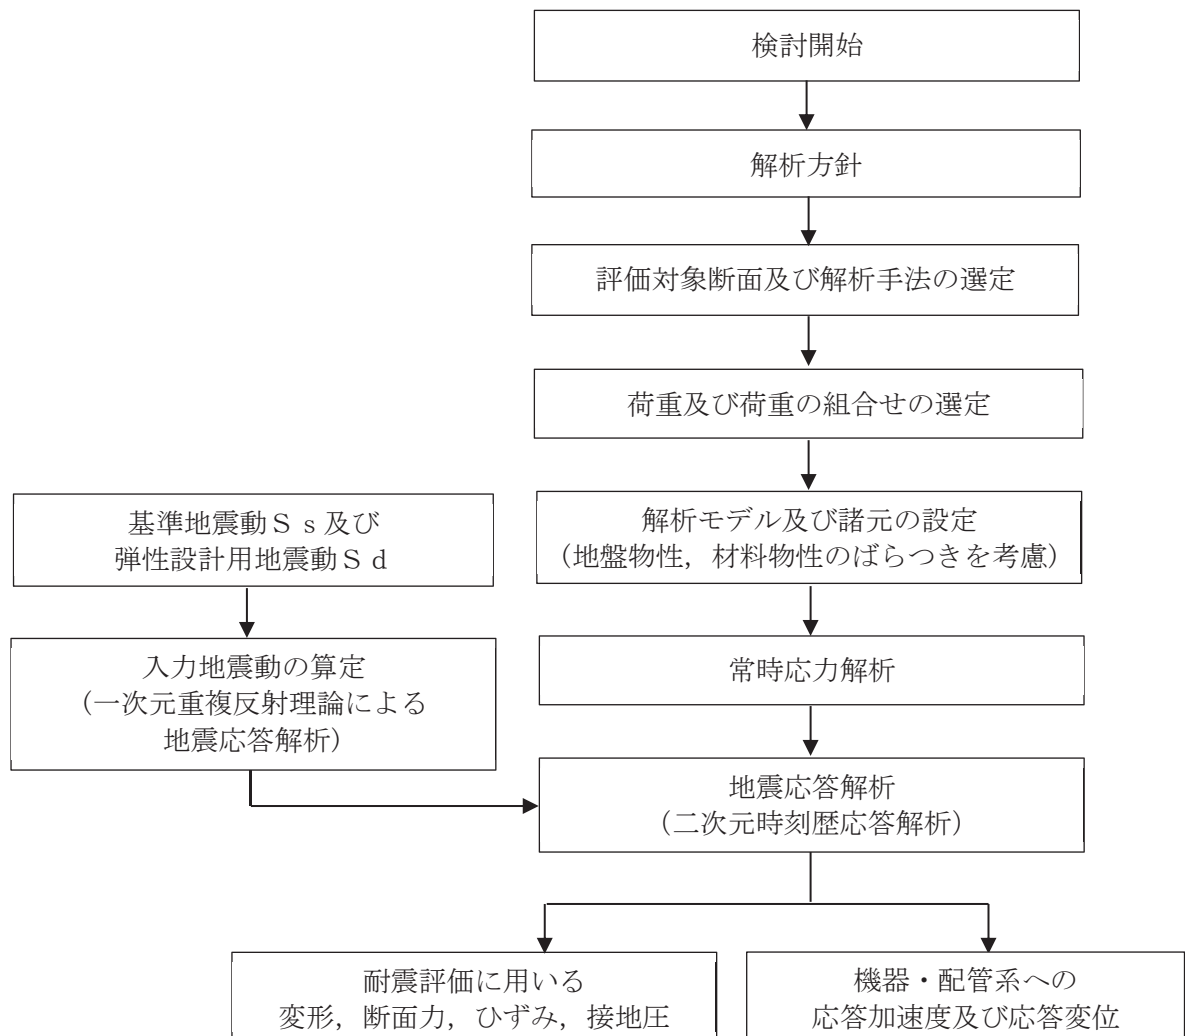 検討開始
解析方針
評価対象断面及び解析手法の選定
荷重及び荷重の組合せの選定
解析モデル及び諸元の設定
(地盤物性,材料物性のばらつきを考慮)
基準地震動Ss及び
弾性設計用地震動Sd
入力地震動の算定
(一次元重複反射理論による
地震応答解析)
常時応力解析
地震応答解析
(二次元時刻歴応答解析)
耐震評価に用いる
変形,断面力,ひずみ,接地圧
機器・配管系への
応答加速度及び応答変位